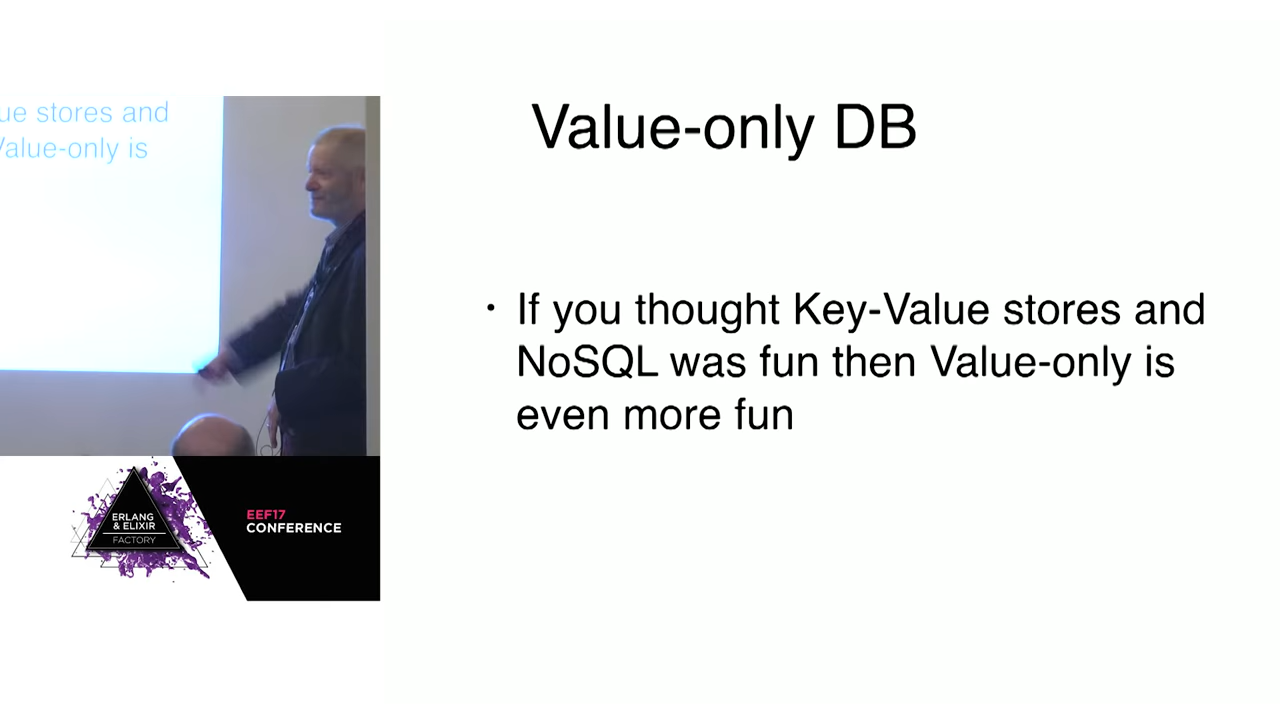 ue stores and
Value-only is
Value-only DB
• If you thought Key-Value stores and
NoSQL was fun then Value-only is
even more fun
ERLANG
& ELIXIR
FACTORY
EEF17
CONFERENCE